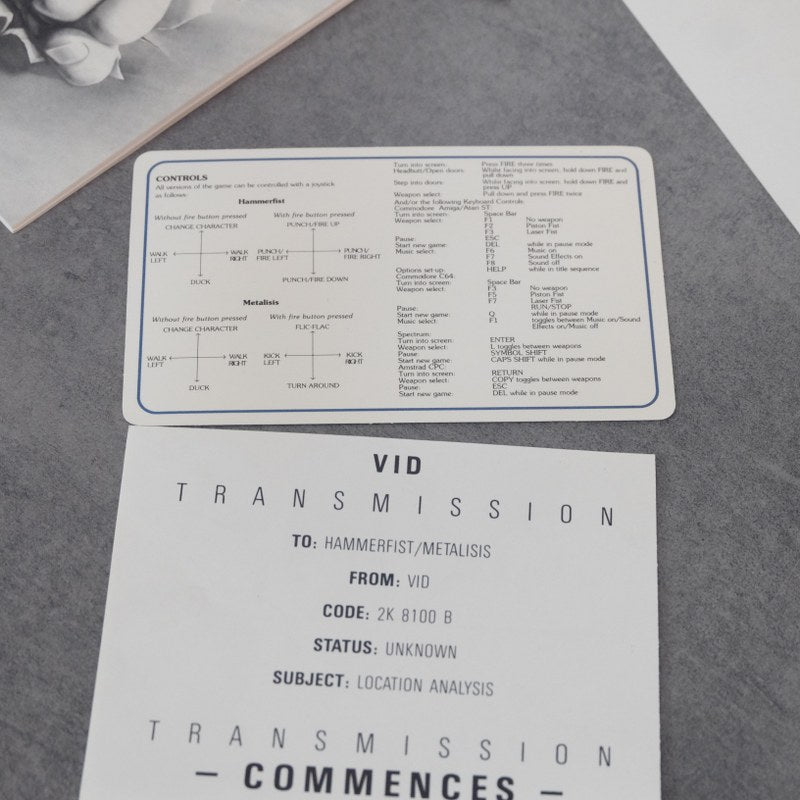 CONTROLS
All versions of the game can be controlled with a joystick
as follows:
Hammerfist
Without fire button pressed
With fire button pressed
CHANGE CHARACTER
PUNCH/FIRE UP
WALK LEFT
WALK RIGHT
PUNCH/ FIRE LEFT
PUNCH/ FIRE RIGHT
DUCK
PUNCH/FIRE DOWN
Metalisis
Without fire button pressed
With fire button pressed
CHANGE CHARACTER
FLIC-FLAC
WALK LEFT
WALK RIGHT
KICK LEFT
KICK RIGHT
DUCK
TURN AROUND
Turn into screen: Press FIRE three times
Headbutt/Open doors: Whilst facing into screen, hold down FIRE and
pull down
Step into doors: Whilst facing into screen, hold down FIRE and
press UP
Weapon select: Pull down and press FIRE twice
And/or the following Keyboard Controls.
Commodore Amiga/Atari ST:
Turn into screen: Space Bar
Weapon select: F1 No weapon
F2 Piston Fist
F3 Laser Fist
Pause: ESC
Start new game: DEL while in pause mode
Music select: F6 Music on
F7 Sound Effects on
F8 Sound off
Options set-up: HELP while in title sequence
Commodore C64:
Turn into screen: Space Bar
Weapon select: F3 No weapon
F5 Piston Fist
F7 Laser Fist
Pause: RUN/STOP
Start new game: Q while in pause mode
Music select: F1 toggles between Music on/Sound
Effects on/Music off
Spectrum:
Turn into screen: ENTER
Weapon select: L toggles between weapons
Pause: SYMBOL SHIFT
Start new game: CAPS SHIFT while in pause mode
Amstrad CPC:
Turn into screen: RETURN
Weapon select: COPY toggles between weapons
Pause: ESC
Start new game: DEL while in pause mode
VID
TRANSMISSION
TO: HAMMERFIST/METALISIS
FROM: VID
CODE: 2K 8100 B
STATUS: UNKNOWN
SUBJECT: LOCATION ANALYSIS
TRANSMISSION
– COMMENCES –